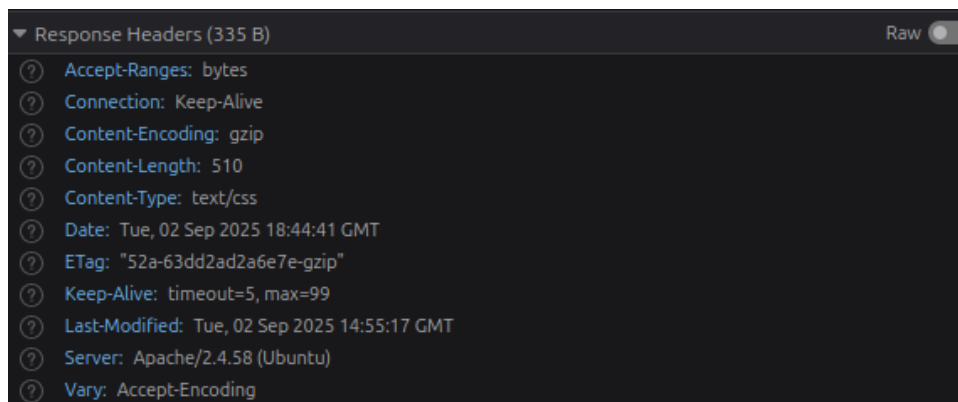 Response Headers (335 B) Raw
Accept-Ranges: bytes
Connection: Keep-Alive
Content-Encoding: gzip
Content-Length: 510
Content-Type: text/css
Date: Tue, 02 Sep 2025 18:44:41 GMT
ETag: "52a-63dd2ad2a6e7e-gzip"
Keep-Alive: timeout=5, max=99
Last-Modified: Tue, 02 Sep 2025 14:55:17 GMT
Server: Apache/2.4.58 (Ubuntu)
Vary: Accept-Encoding